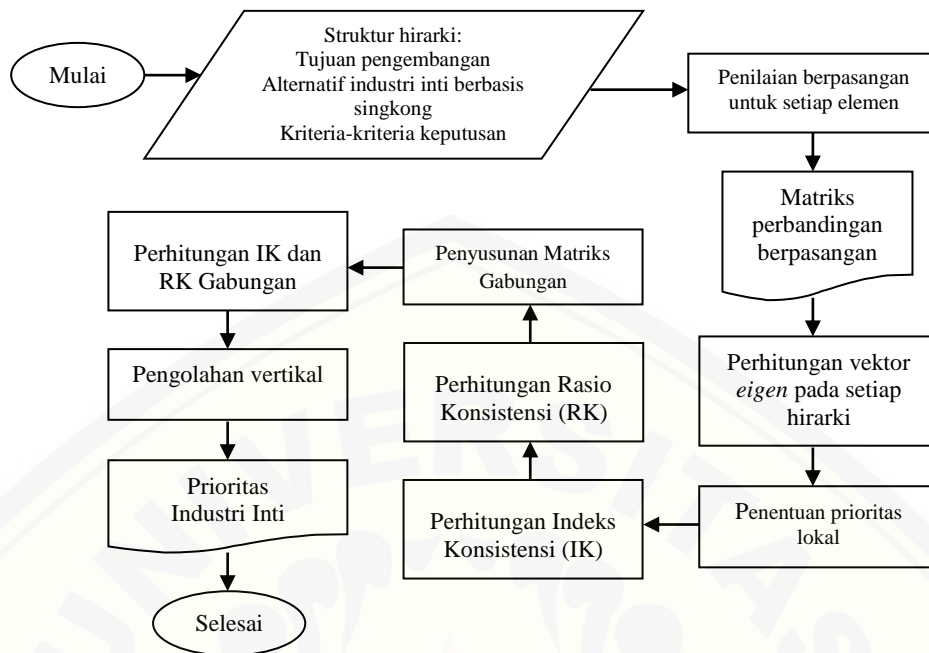 Mulai
Struktur hirarki:
Tujuan pengembangan
Alternatif industri inti berbasis
singkong
Kriteria-kriteria keputusan
Penilaian berpasangan
untuk setiap elemen
Matriks
perbandingan
berpasangan
Perhitungan vektor
eigen pada setiap
hirarki
Penentuan prioritas
lokal
Perhitungan Indeks
Konsistensi (IK)
Perhitungan Rasio
Konsistensi (RK)
Penyusunan Matriks
Gabungan
Perhitungan IK dan
RK Gabungan
Pengolahan vertikal
Prioritas
Industri Inti
Selesai
UNIVERSITAS